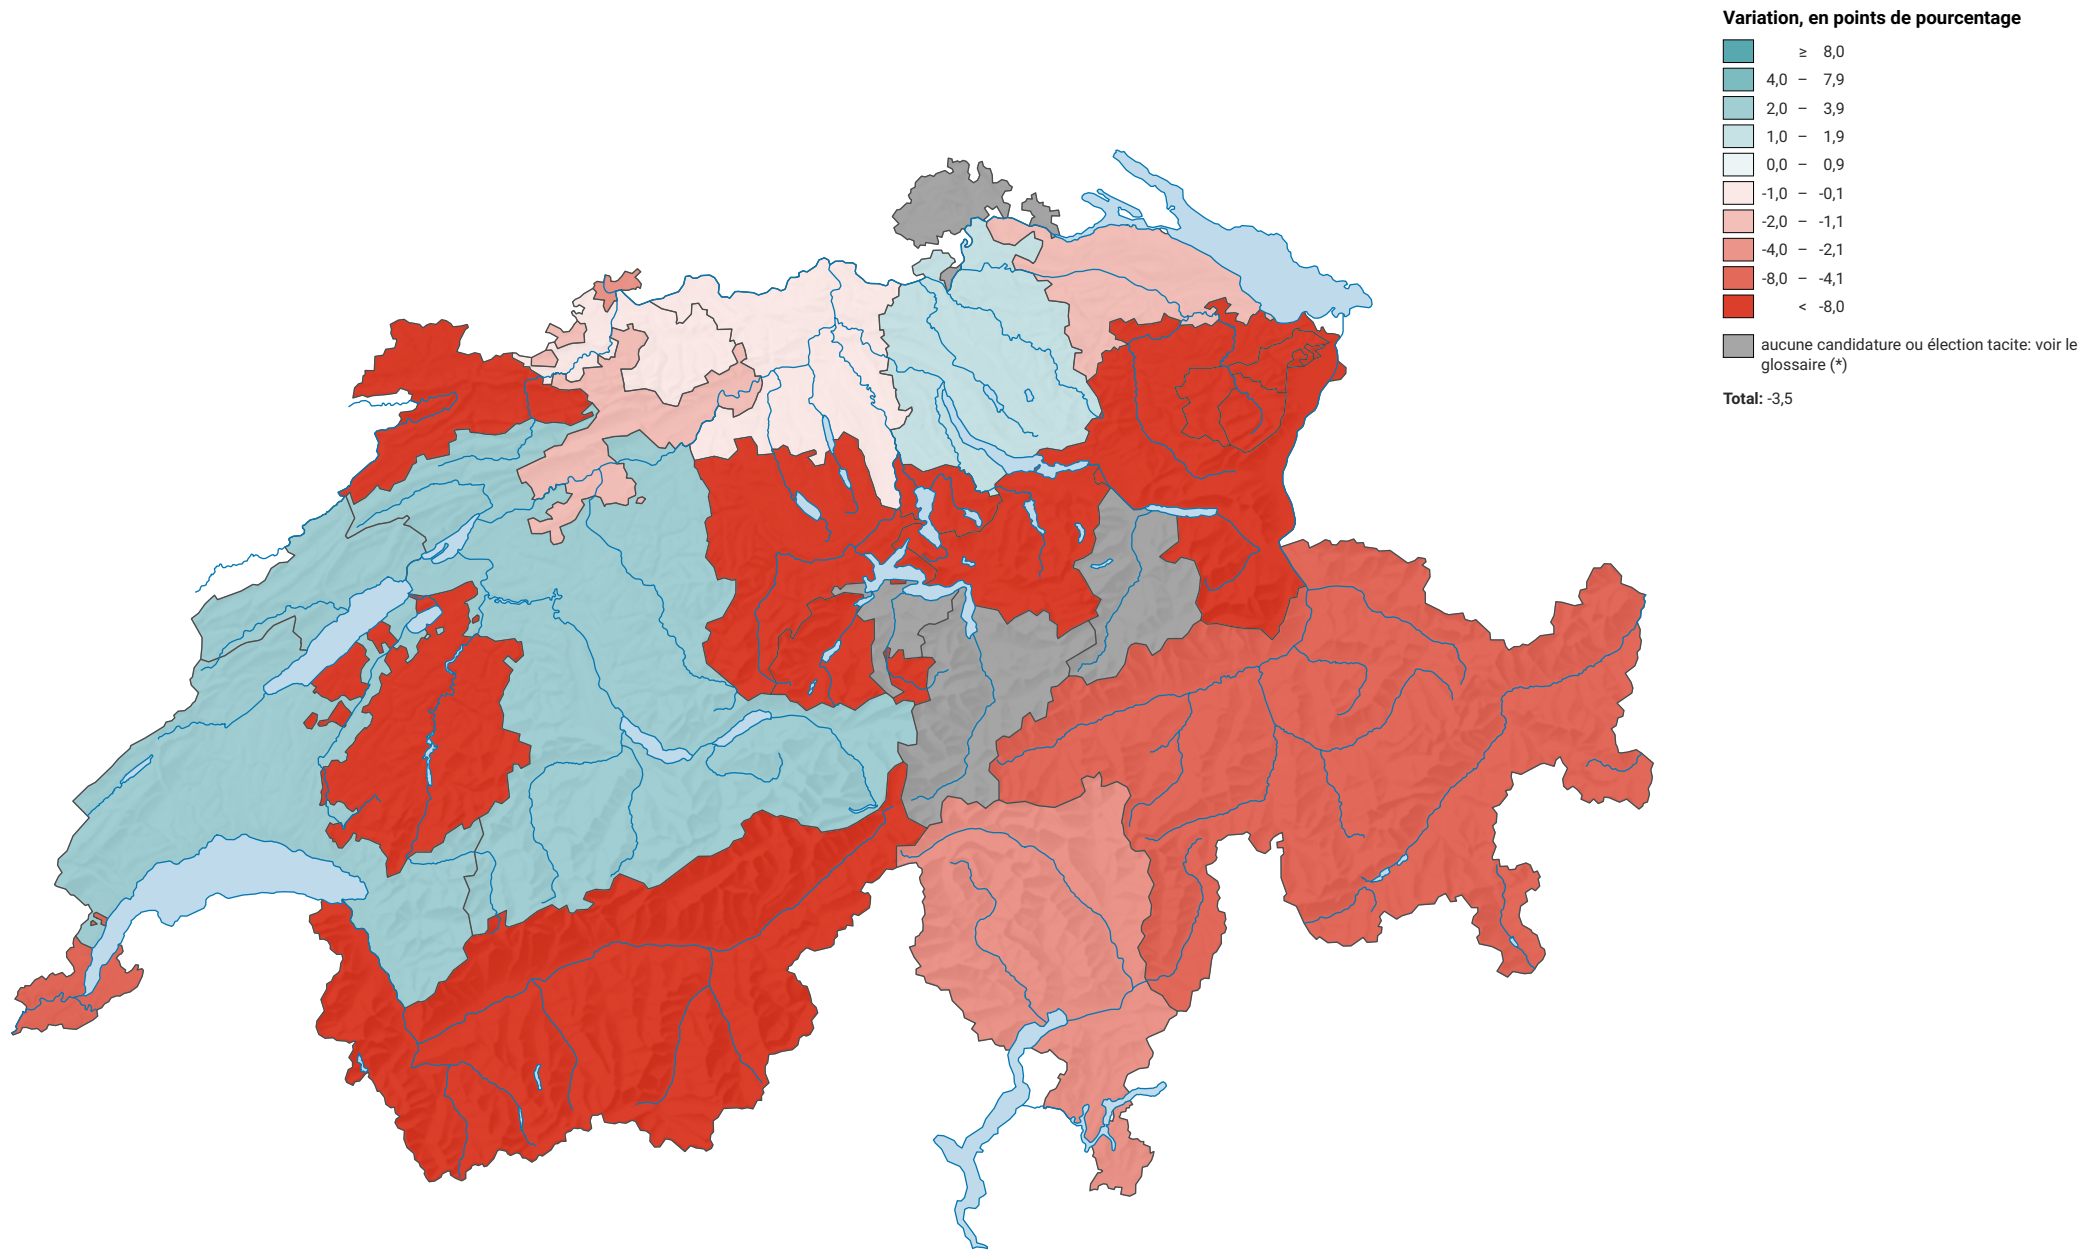 Variation, en points de pourcentage
≥ 8,0
4,0 – 7,9
2,0 – 3,9
1,0 – 1,9
0,0 – 0,9
-1,0 – -0,1
-2,0 – -1,1
-4,0 – -2,1
-8,0 – -4,1
< -8,0
aucune candidature ou élection tacite: voir le
glossaire (*)
Total: -3,5